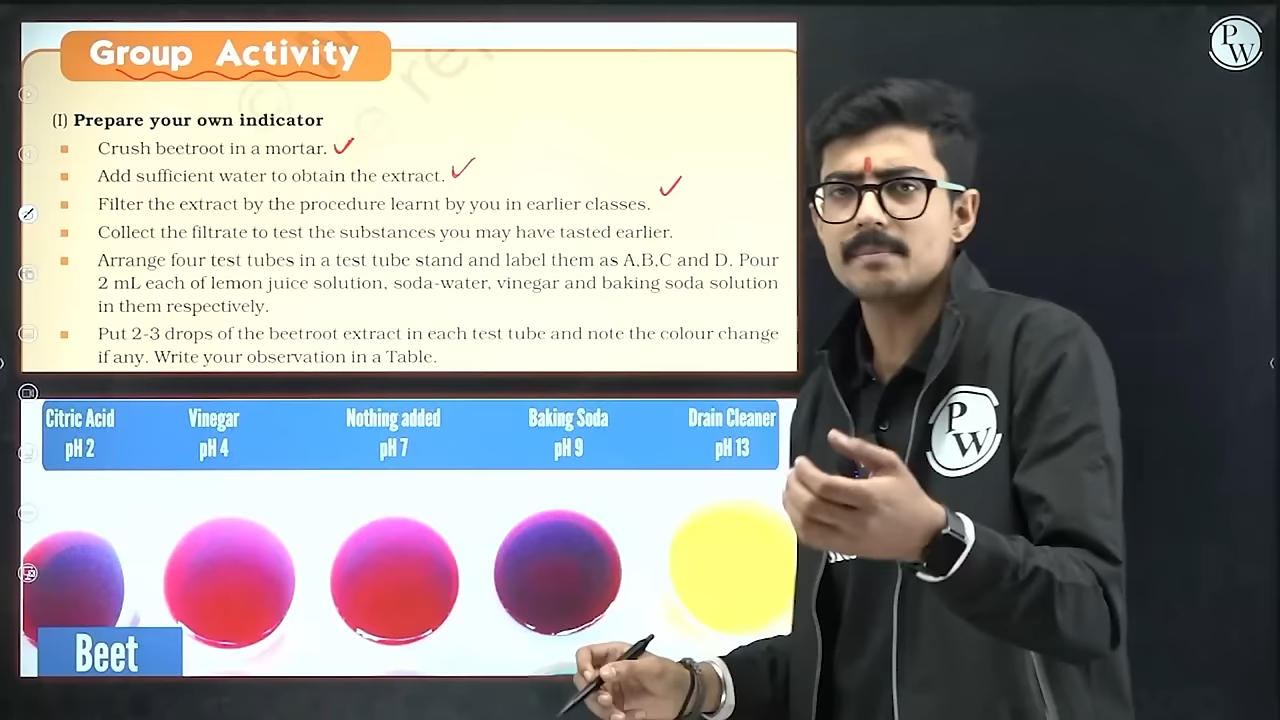 Group Activity
(I) Prepare your own indicator
Crush beetroot in a mortar.
Add sufficient water to obtain the extract.
Filter the extract by the procedure learnt by you in earlier classes.
Collect the filtrate to test the substances you may have tasted earlier.
Arrange four test tubes in a test tube stand and label them as A,B,C and D. Pour
2 mL each of lemon juice solution, soda-water, vinegar and baking soda solution
in them respectively.
Put 2-3 drops of the beetroot extract in each test tube and note the colour change
if any. Write your observation in a Table.
Citric Acid Vinegar Nothing added Baking Soda Drain Cleaner
pH 2 pH 4 pH 7 pH 9 pH 13
Beet
PW
PW